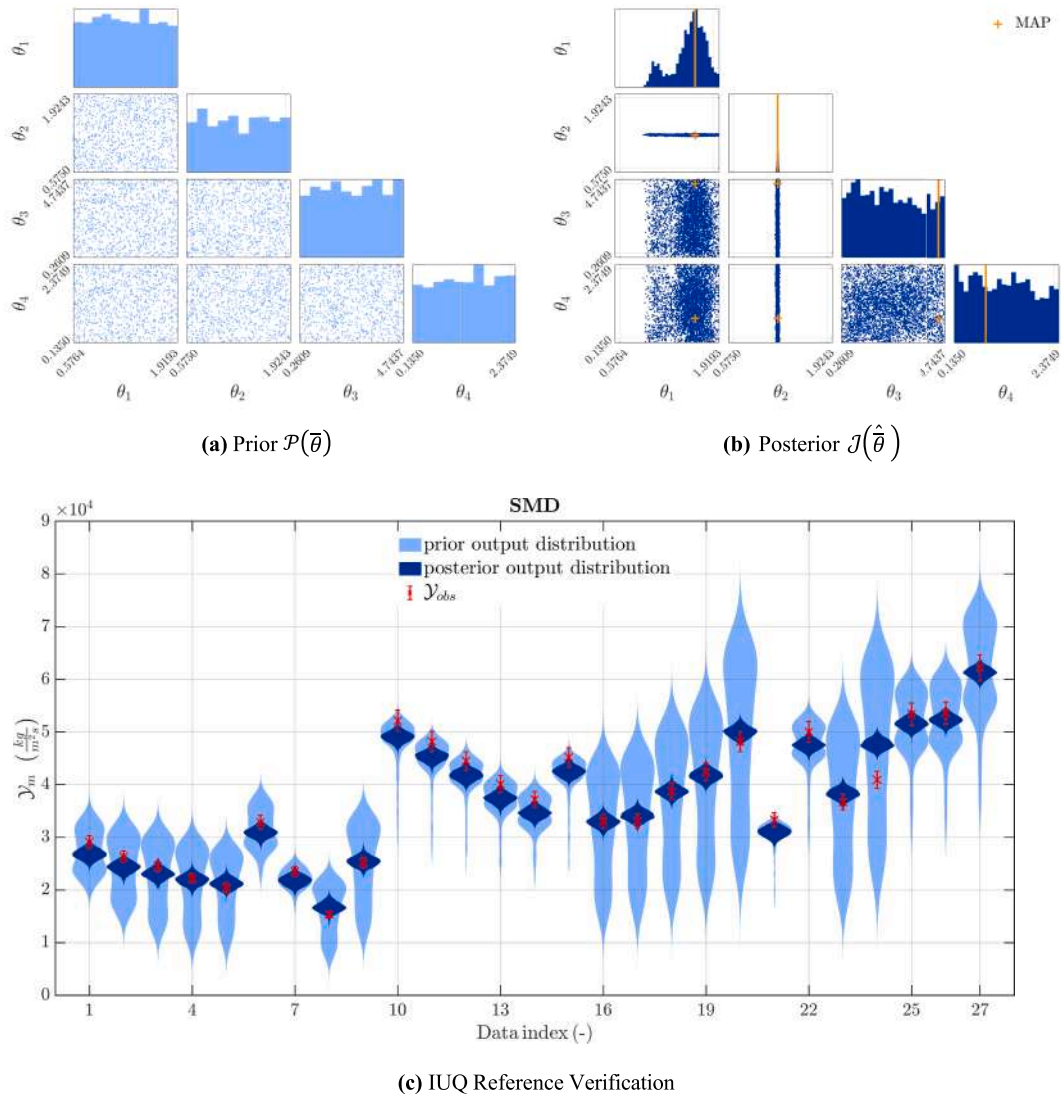 θ1
θ2
θ3
θ4
1.9243
0.5750
4.7437
0.2609
2.3749
0.1350
0.5764 1.9193
0.5750 1.9243
0.2609 4.7437
0.1350 2.3749
θ1 θ2 θ3 θ4
(a) Prior P(θ̅)
+ MAP
θ1
θ2
θ3
θ4
1.9243
0.5750
4.7437
0.2609
2.3749
0.1350
0.5764 1.9193
0.5750 1.9243
0.2609 4.7437
0.1350 2.3749
θ1 θ2 θ3 θ4
(b) Posterior J(θ̅̂)
SMD
×10⁴
9
8
7
6
5
4
3
2
1
0
𝒴m (kg/m²s)
prior output distribution
posterior output distribution
𝒴obs
1 4 7 10 13 16 19 22 25 27
Data index (-)
(c) IUQ Reference Verification